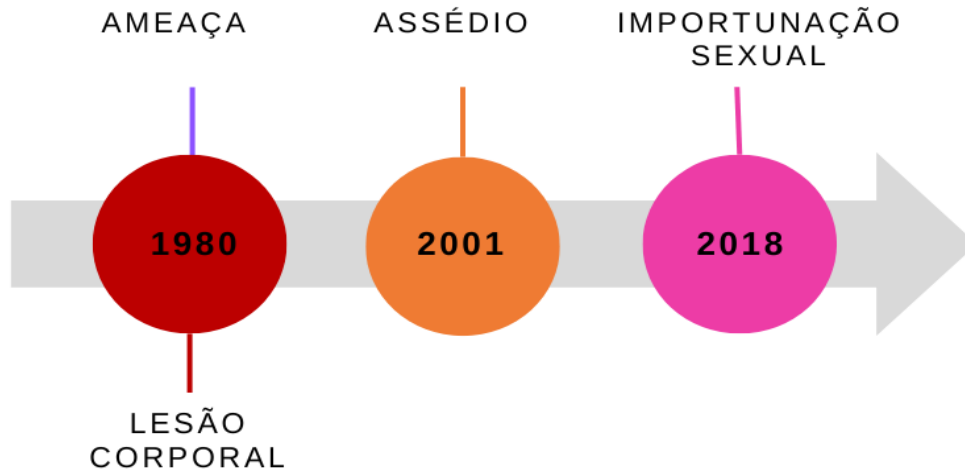 AMEAÇA
ASSÉDIO
IMPORTUNAÇÃO
SEXUAL
1980
2001
2018
LESÃO
CORPORAL